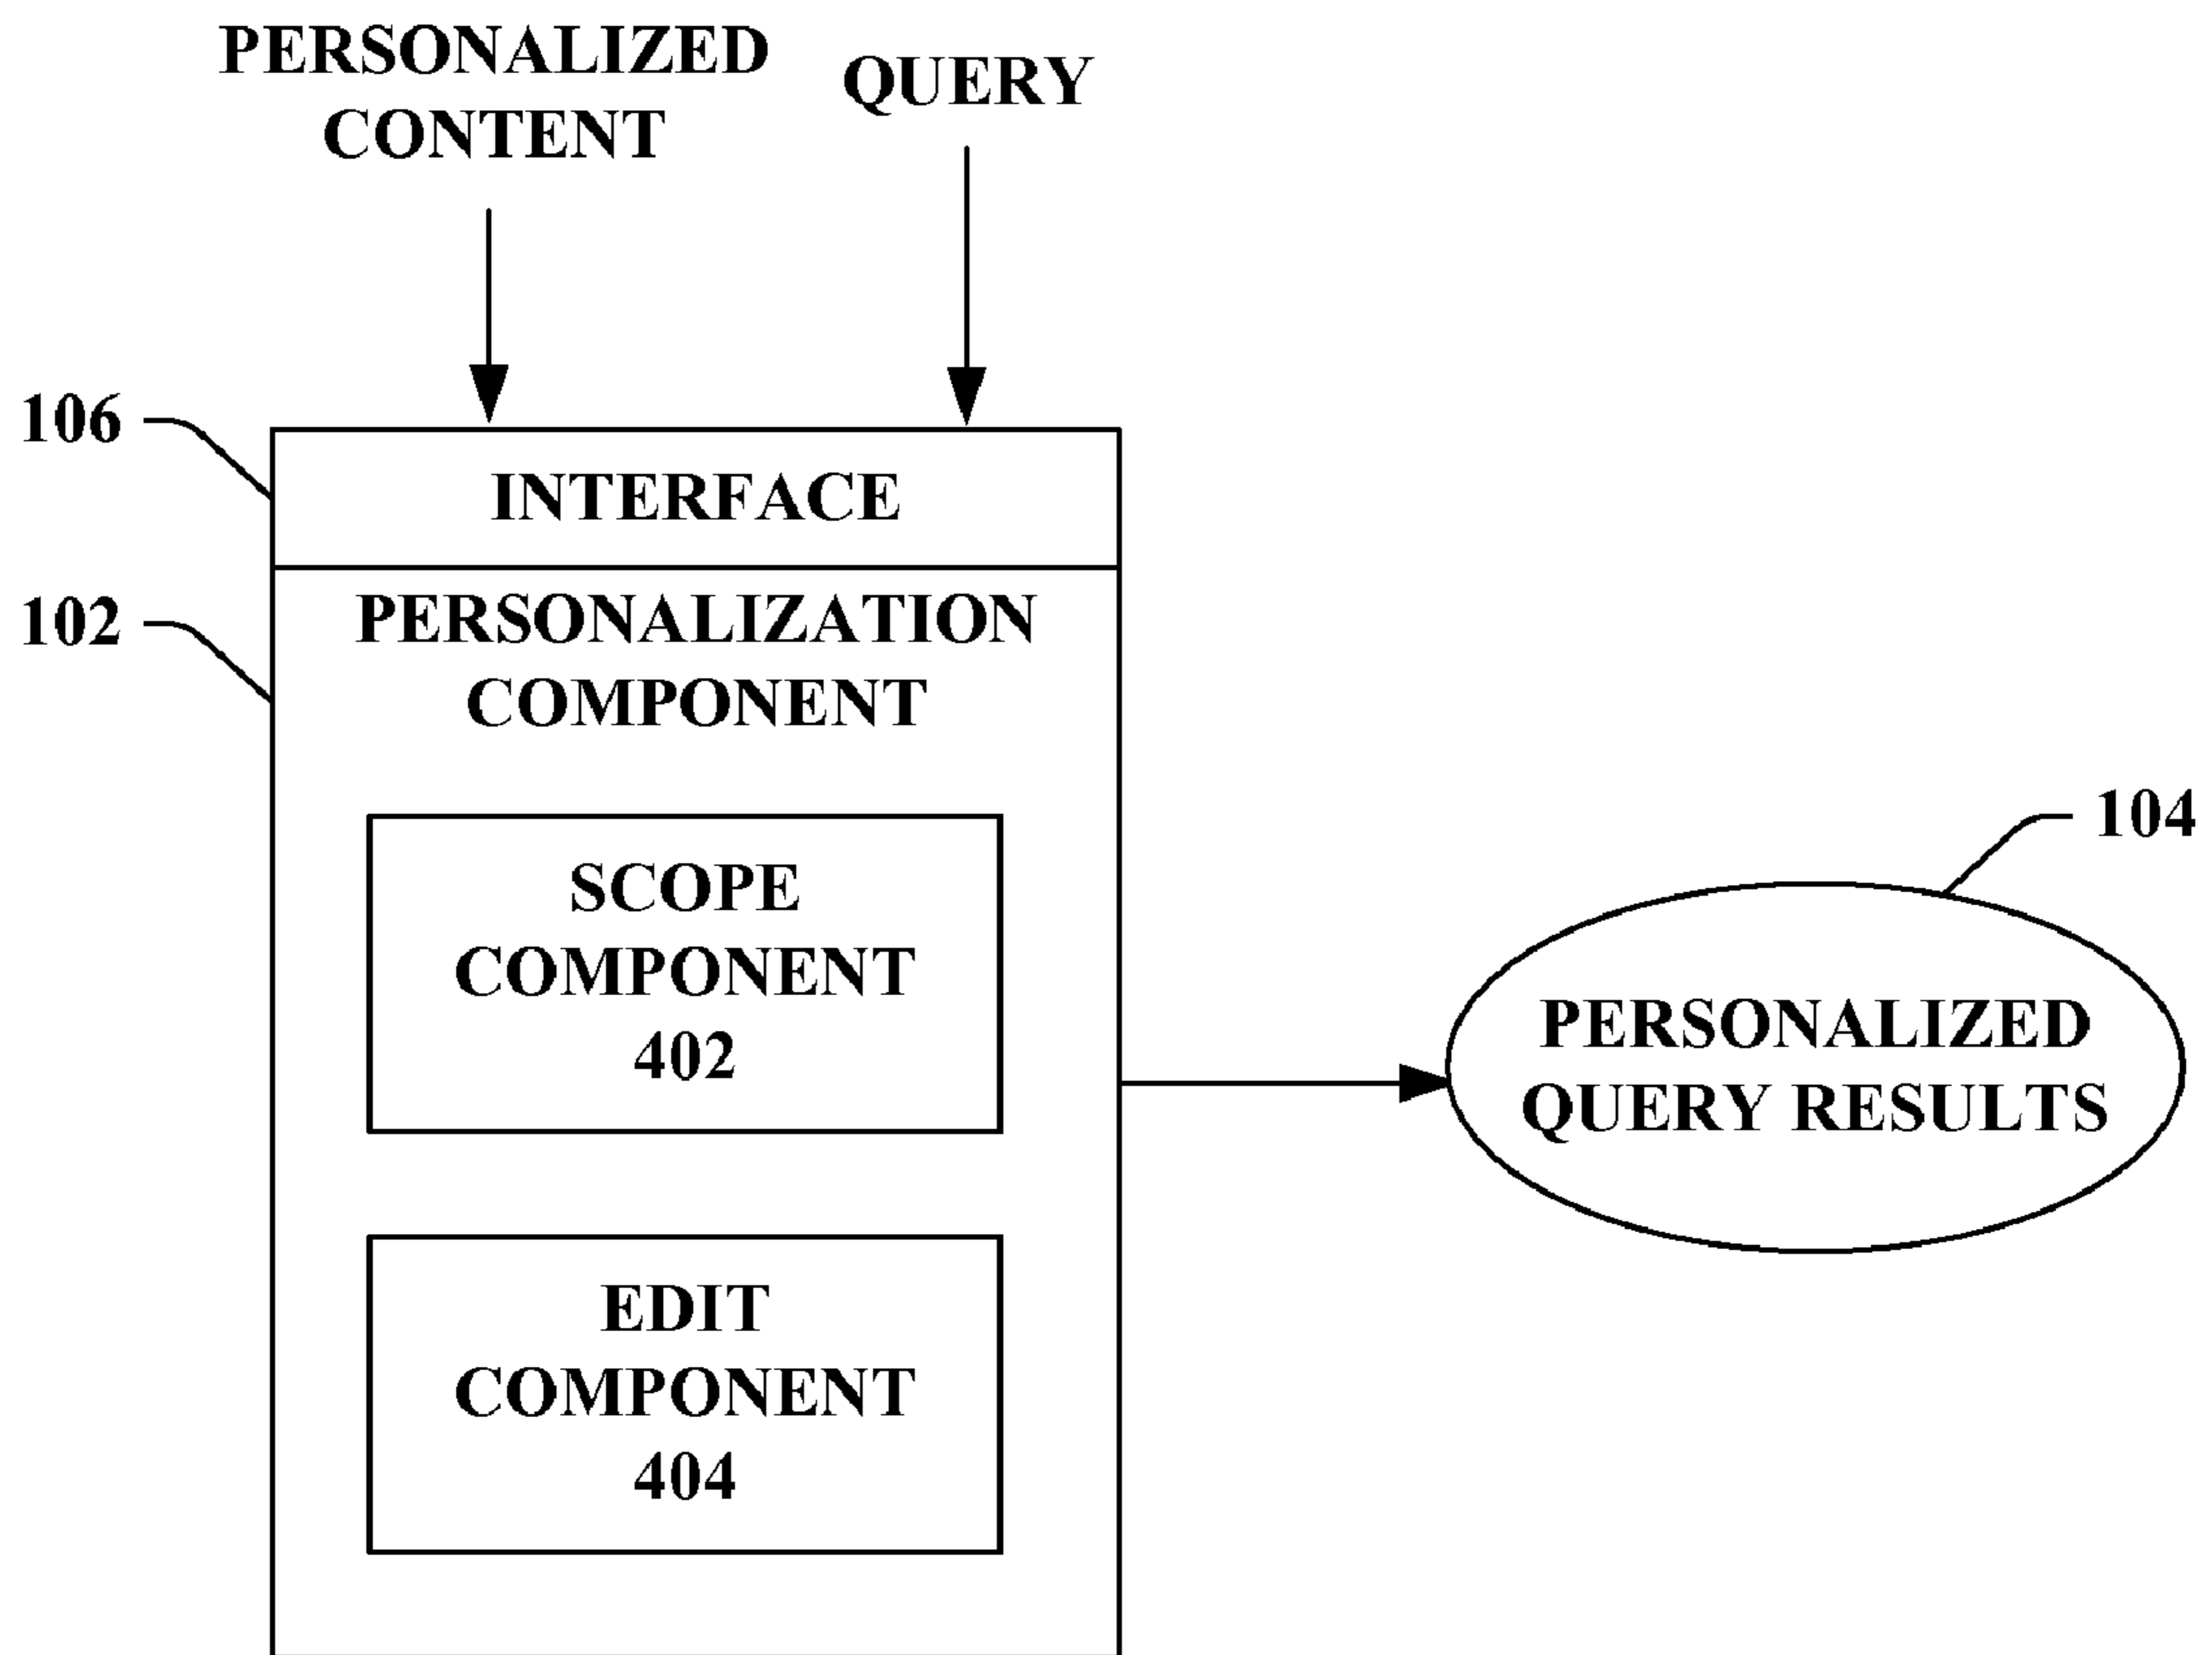 PERSONALIZED
CONTENT
QUERY
106
INTERFACE
102
PERSONALIZATION
COMPONENT
SCOPE
COMPONENT
402
104
PERSONALIZED
QUERY RESULTS
EDIT
COMPONENT
404